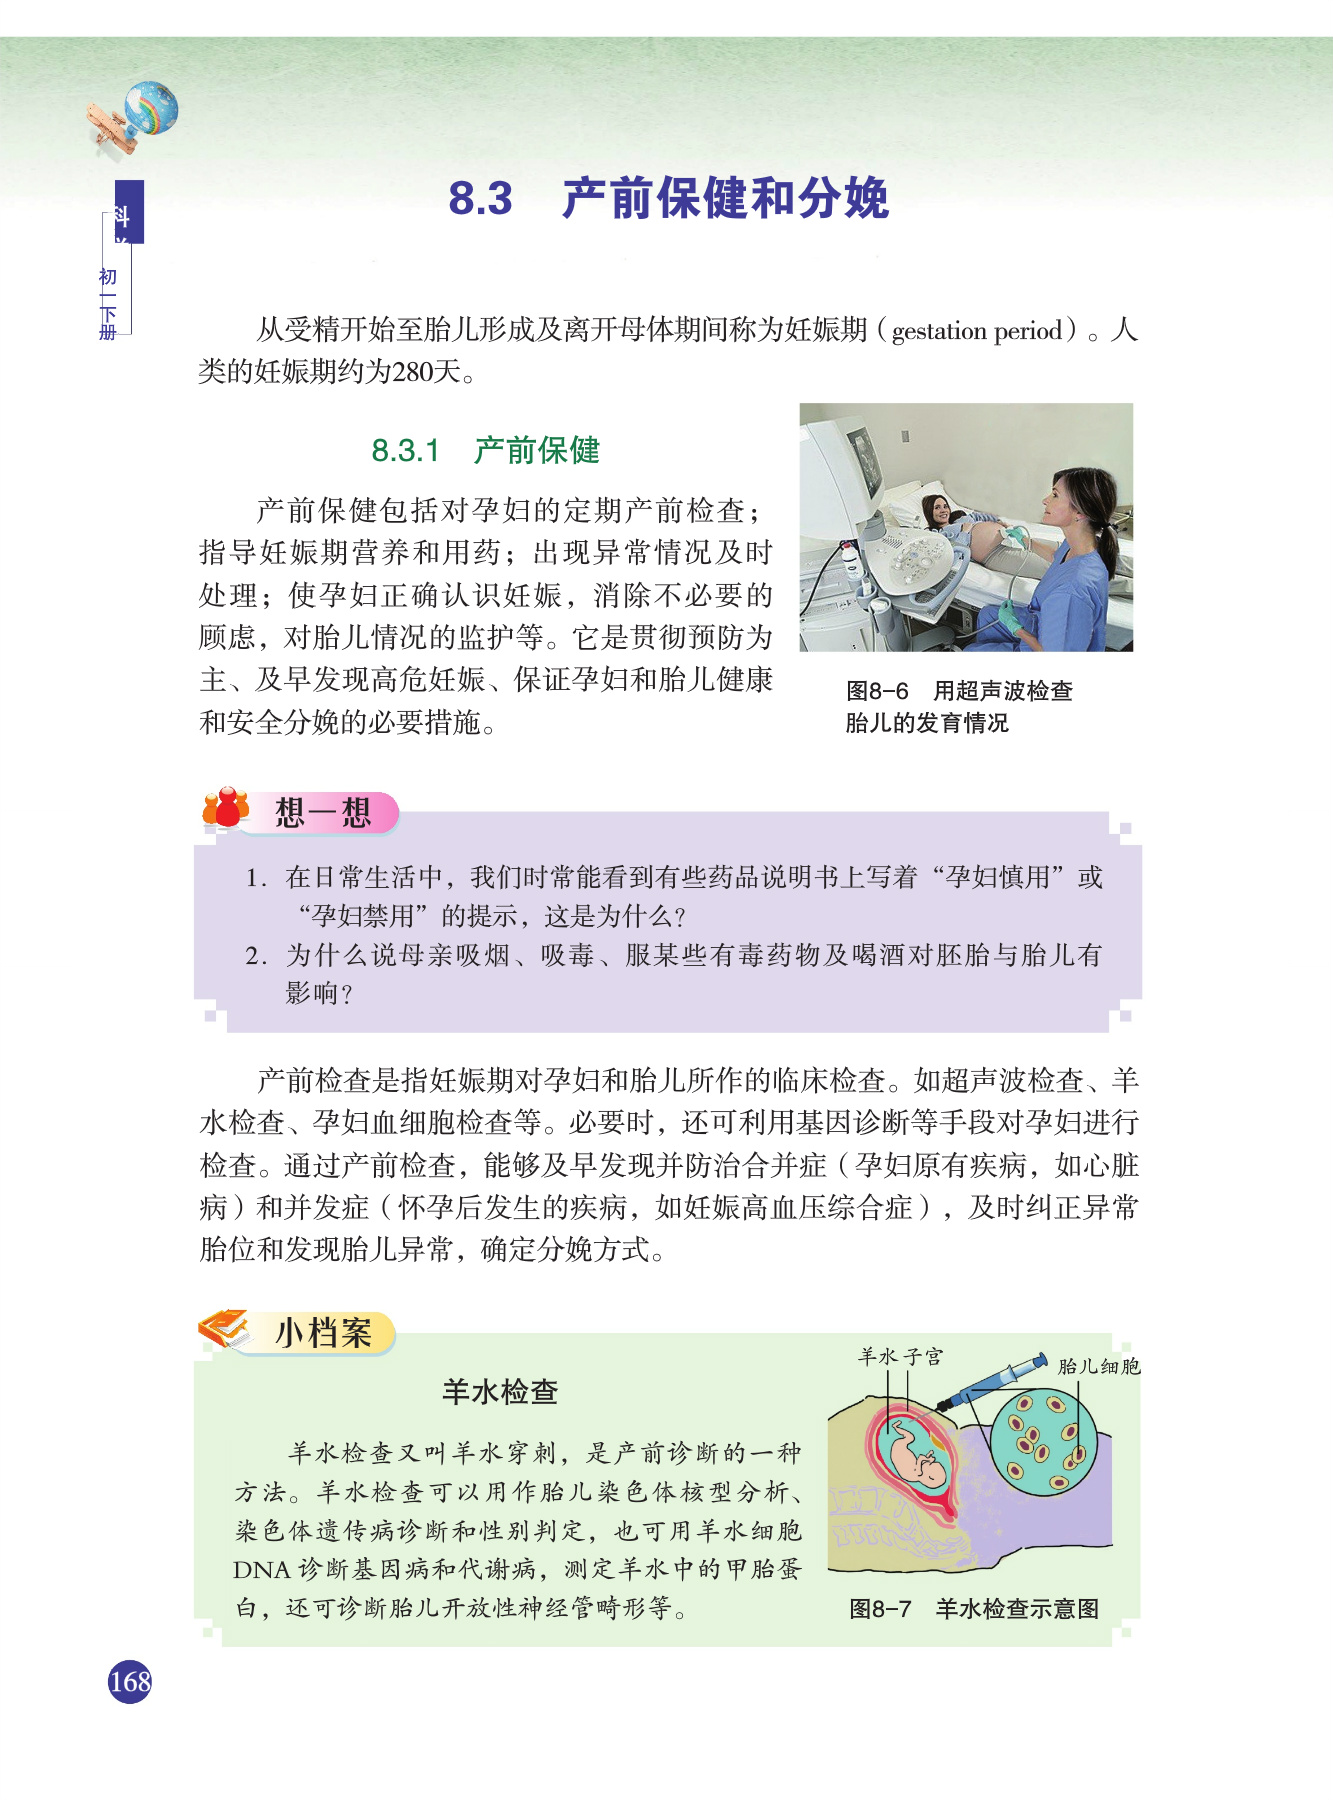 科
初一下册
8.3 产前保健和分娩
从受精开始至胎儿形成及离开母体期间称为妊娠期（gestation period）。人
类的妊娠期约为280天。
8.3.1 产前保健
产前保健包括对孕妇的定期产前检查；
指导妊娠期营养和用药；出现异常情况及时
处理；使孕妇正确认识妊娠，消除不必要的
顾虑，对胎儿情况的监护等。它是贯彻预防为
主、及早发现高危妊娠、保证孕妇和胎儿健康
和安全分娩的必要措施。
图8–6 用超声波检查
胎儿的发育情况
想一想
1. 在日常生活中，我们时常能看到有些药品说明书上写着“孕妇慎用”或
“孕妇禁用”的提示，这是为什么？
2. 为什么说母亲吸烟、吸毒、服某些有毒药物及喝酒对胚胎与胎儿有
影响？
产前检查是指妊娠期对孕妇和胎儿所作的临床检查。如超声波检查、羊
水检查、孕妇血细胞检查等。必要时，还可利用基因诊断等手段对孕妇进行
检查。通过产前检查，能够及早发现并防治合并症（孕妇原有疾病，如心脏
病）和并发症（怀孕后发生的疾病，如妊娠高血压综合症），及时纠正异常
胎位和发现胎儿异常，确定分娩方式。
小档案
羊水检查
羊水检查又叫羊水穿刺，是产前诊断的一种
方法。羊水检查可以用作胎儿染色体核型分析、
染色体遗传病诊断和性别判定，也可用羊水细胞
DNA 诊断基因病和代谢病，测定羊水中的甲胎蛋
白，还可诊断胎儿开放性神经管畸形等。
羊水 子宫
胎儿细胞
图8–7 羊水检查示意图
168